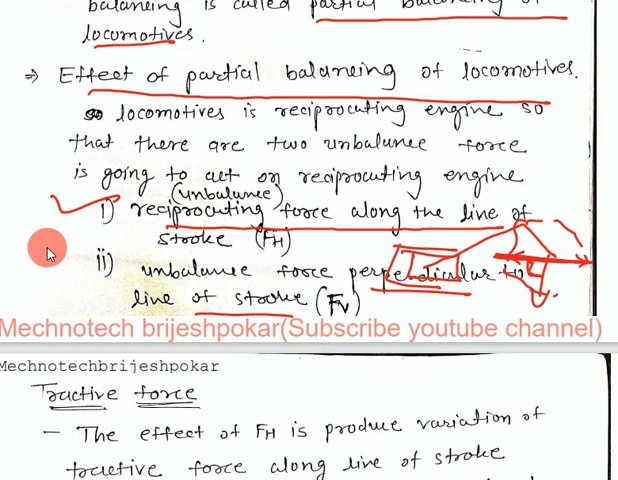 balancing is called partial balancing of
locomotives.
⇒ Effect of partial balancing of locomotives.
so locomotives is reciprocating engine so
that there are two unbalance force
is going to act on reciprocating engine
(unbalance)
i) reciprocating force along the line of
stroke (FH)
ii) unbalance force perpendicular to
line of stroke (Fv)
Mechnotech brijeshpokar(Subscribe youtube channel)
Mechnotechbrijeshpokar
Tractive force
- The effect of FH is produce variation of
tractive force along line of stroke